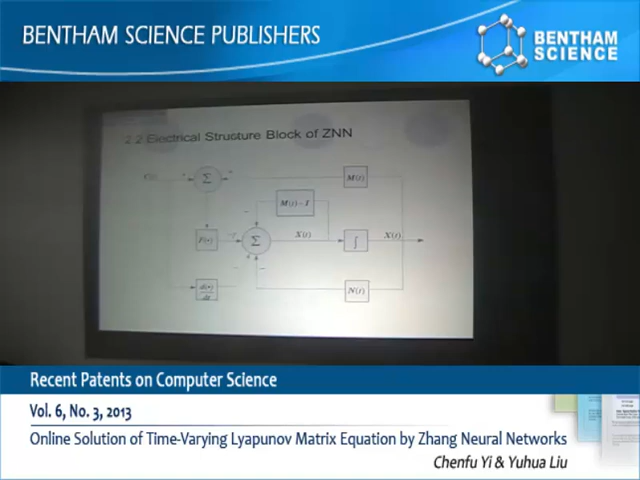 BENTHAM SCIENCE PUBLISHERS
BENTHAM
SCIENCE
2.2 Electrical Structure Block of ZNN
Σ
M(t)
M(t) − I
F(•)
Σ
Ẋ(t)
∫
X(t)
d(•)
dt
N(t)
Recent Patents on Computer Science
Vol. 6, No. 3, 2013
Online Solution of Time-Varying Lyapunov Matrix Equation by Zhang Neural Networks
Chenfu Yi & Yuhua Liu